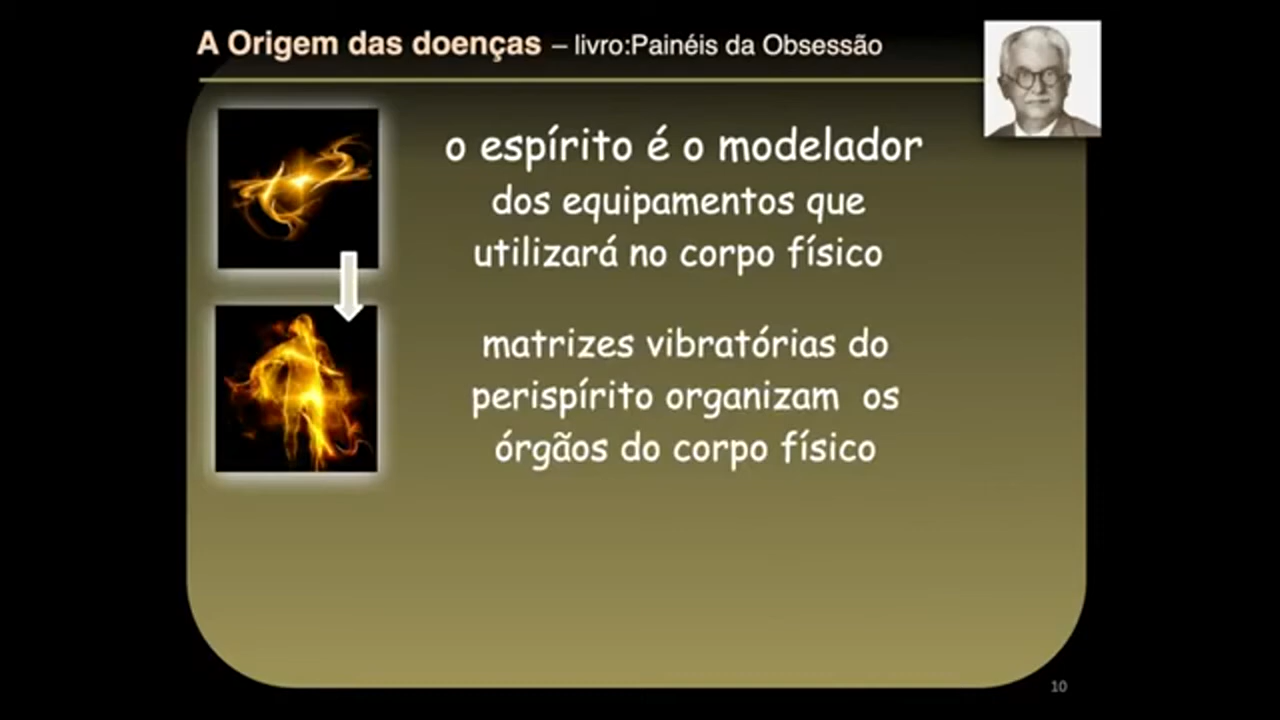 A Origem das doenças – livro:Painéis da Obsessão
o espírito é o modelador
dos equipamentos que
utilizará no corpo físico
matrizes vibratórias do
perispírito organizam os
órgãos do corpo físico
10